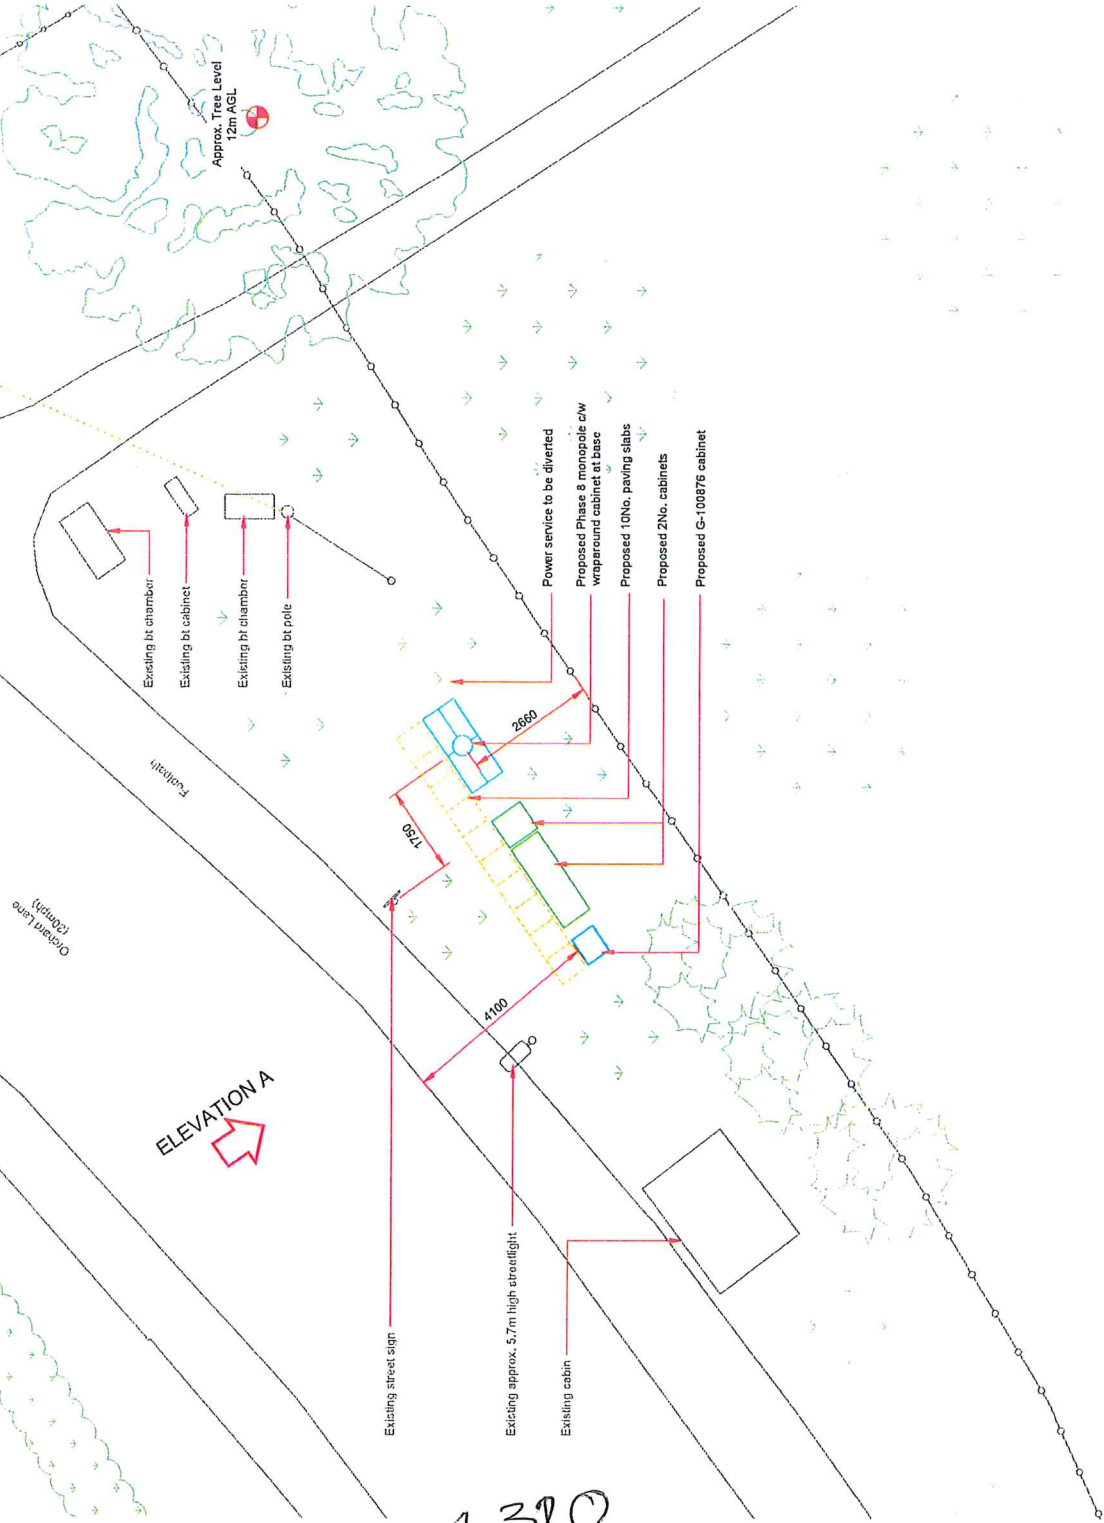 Approx. Tree Level
12m AGL
Existing bt chamber
Existing bt cabinet
Existing bt chamber
Existing bt pole
Footpath
Orchard Lane
(20mph)
Power service to be diverted
Proposed Phase 8 monopole c/w
wraparound cabinet at base
Proposed 10No. paving slabs
Proposed 2No. cabinets
Proposed G-100876 cabinet
2660
1750
4100
ELEVATION A
Existing street sign
Existing approx. 5.7m high streetlight
Existing cabin